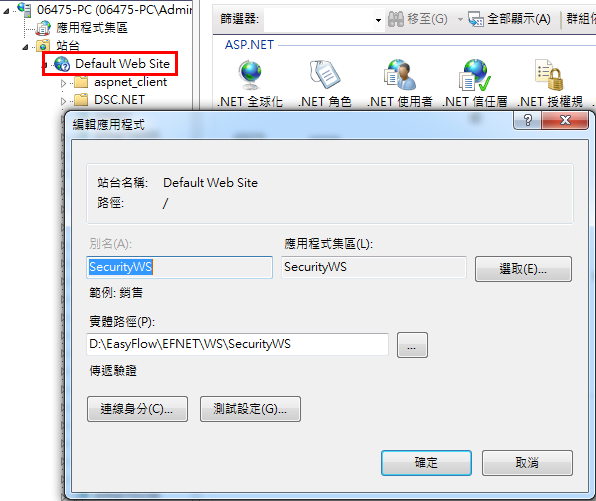 06475-PC (06475-PC\Admin
應用程式集區
站台
Default Web Site
aspnet_client
DSC.NET
篩選器:
移至(G)
全部顯示(A)
群組依
ASP.NET
.NET 全球化
.NET 角色
.NET 使用者
.NET 信任層
.NET 授權規
編輯應用程式
站台名稱: Default Web Site
路徑: /
別名(A):
應用程式集區(L):
SecurityWS
SecurityWS
選取(E)...
範例: 銷售
實體路徑(P):
D:\EasyFlow\EFNET\WS\SecurityWS
...
傳遞驗證
連線身分(C)...
測試設定(G)...
確定
取消